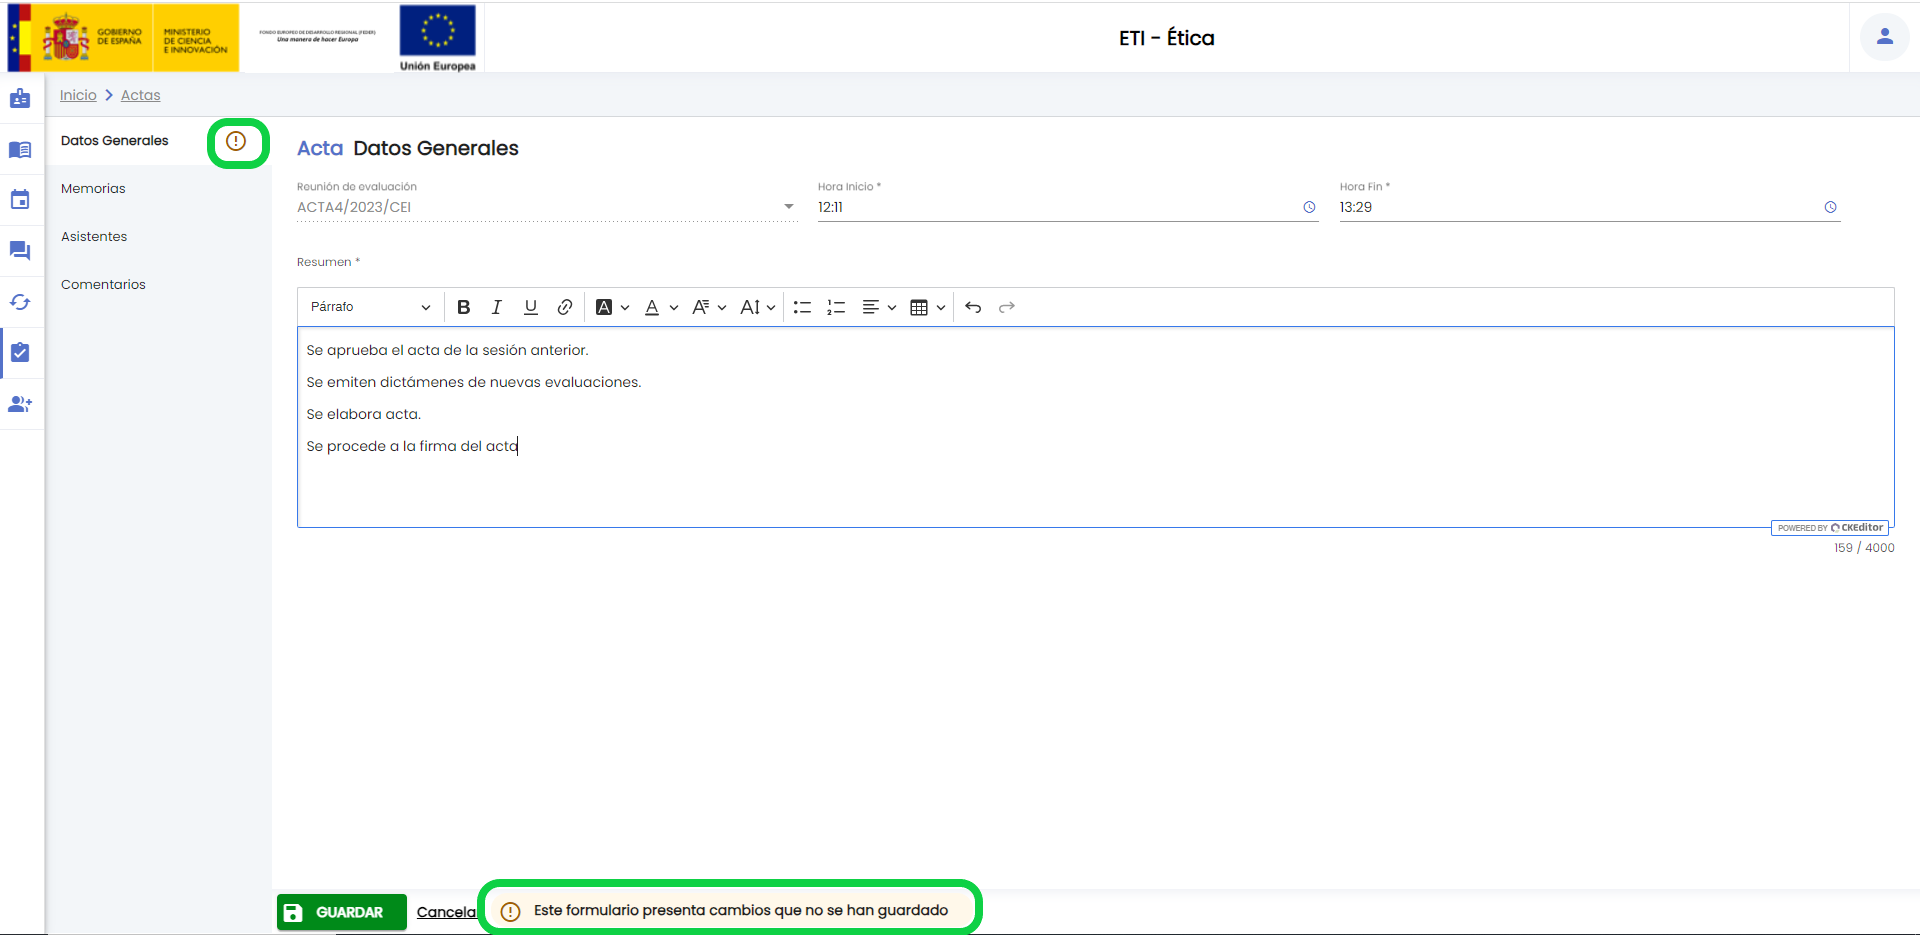 GOBIERNO
DE ESPAÑA
MINISTERIO
DE CIENCIA
E INNOVACIÓN
FONDO EUROPEO DE DESARROLLO REGIONAL (FEDER)
Una manera de hacer Europa
Unión Europea
ETI - Ética
Inicio Actas
Datos Generales
Memorias
Asistentes
Comentarios
Acta Datos Generales
Reunión de evaluación
ACTA4/2023/CEI
Hora Inicio *
12:11
Hora Fin *
13:29
Resumen *
Párrafo
Se aprueba el acta de la sesión anterior.
Se emiten dictámenes de nuevas evaluaciones.
Se elabora acta.
Se procede a la firma del acta
POWERED BY CKEditor
159 / 4000
GUARDAR
Cancela
Este formulario presenta cambios que no se han guardado